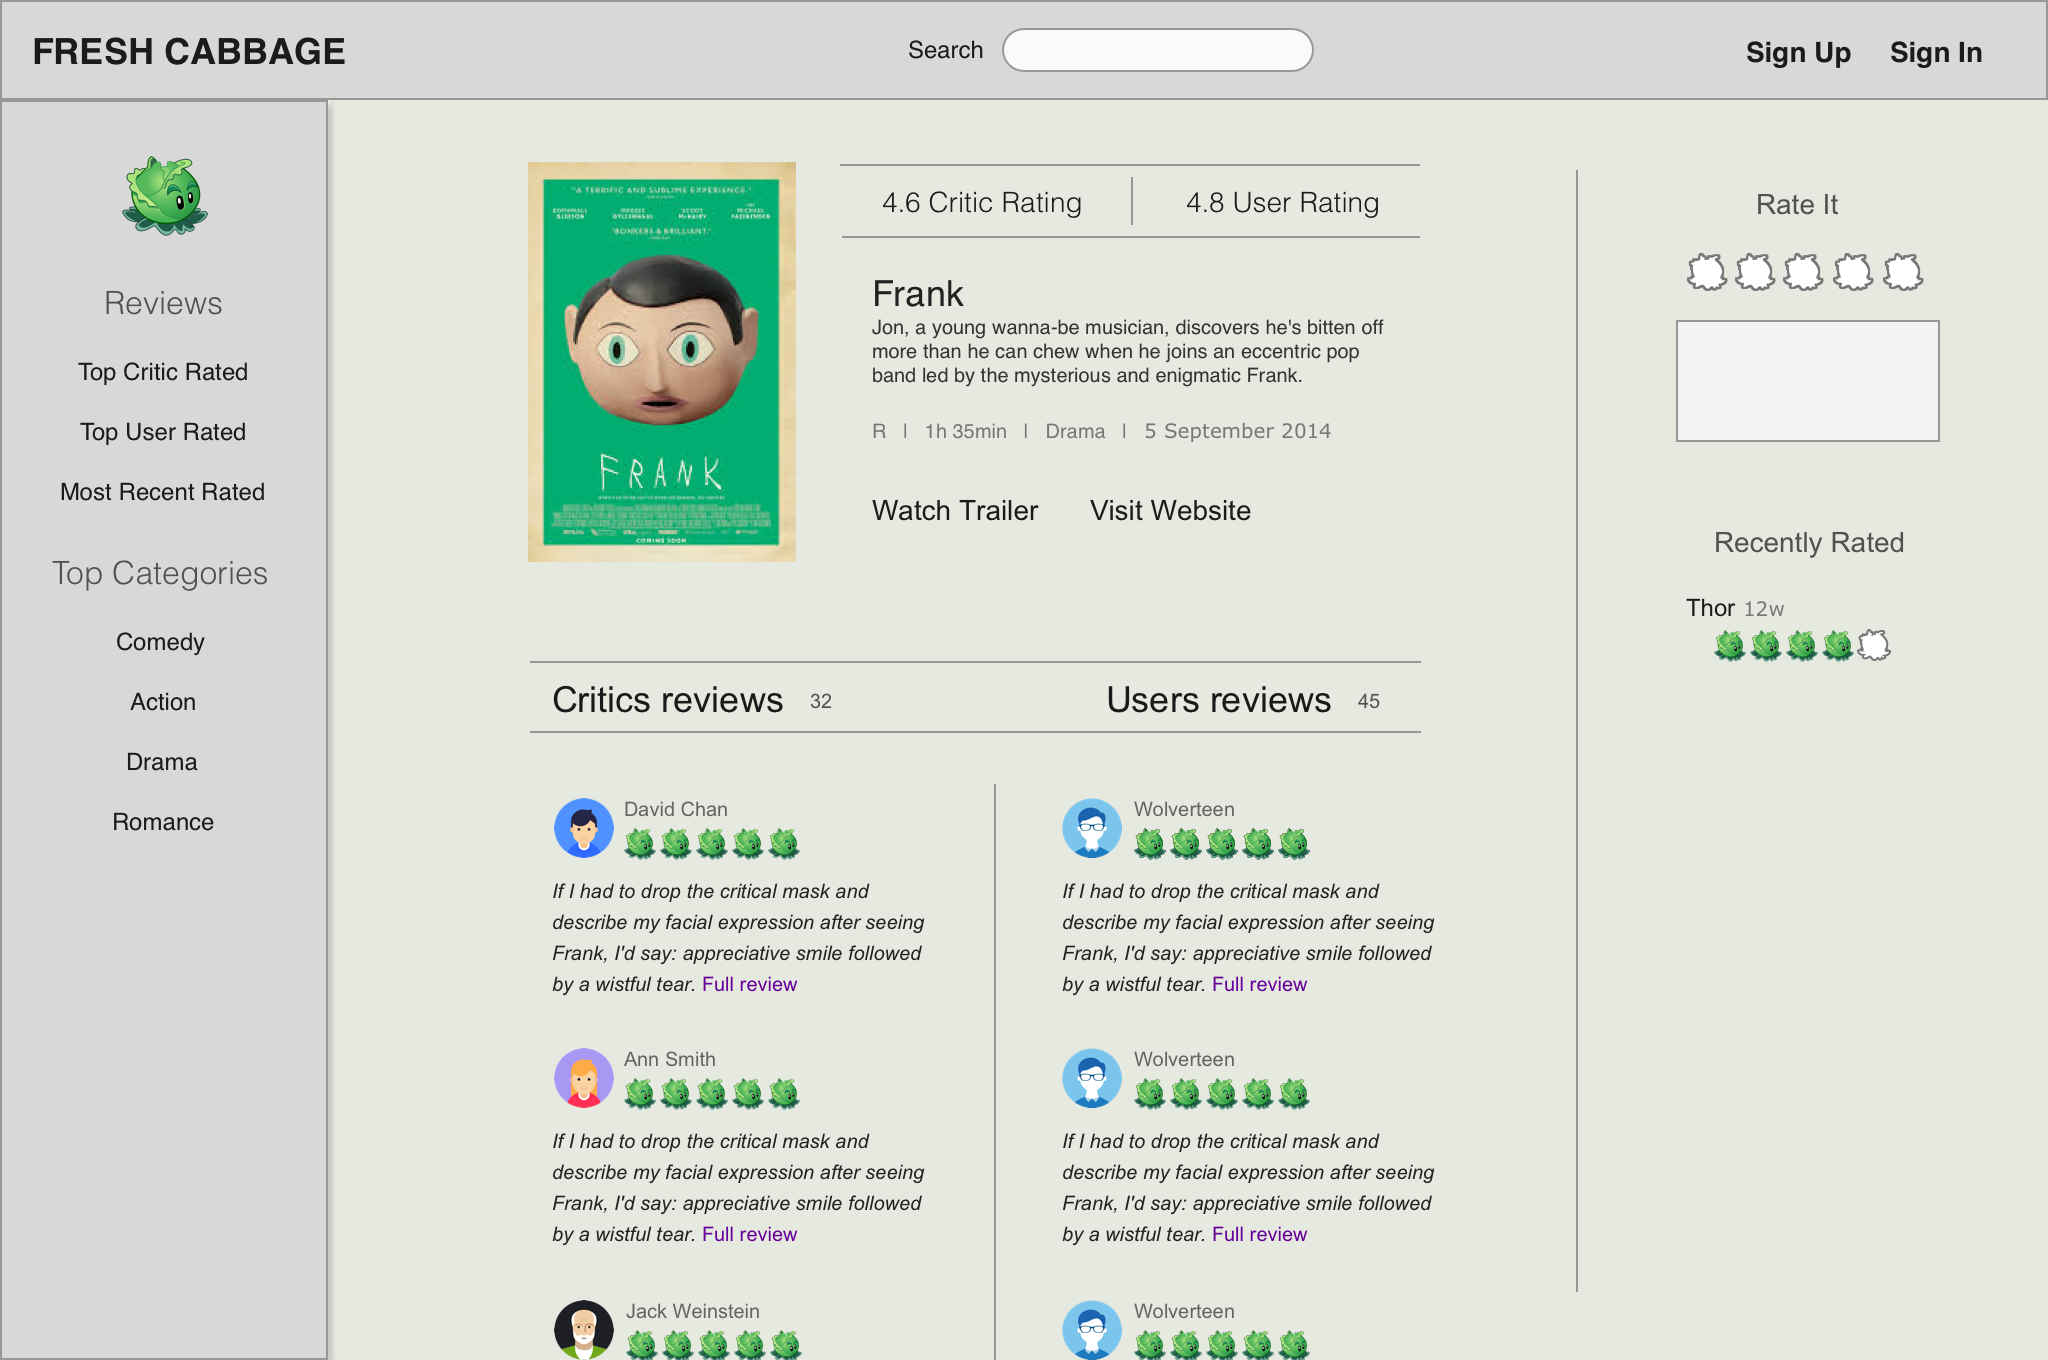 FRESH CABBAGE
Search
Sign Up
Sign In
Reviews
Top Critic Rated
Top User Rated
Most Recent Rated
Top Categories
Comedy
Action
Drama
Romance
"A TERRIFIC AND SUBLIME EXPERIENCE."
DOMHNALL GLEESON
MAGGIE GYLLENHAAL
SCOOT McNAIRY
MICHAEL FASSBENDER
"BONKERS & BRILLIANT."
FRANK
COMING SOON
4.6 Critic Rating
4.8 User Rating
Frank
Jon, a young wanna-be musician, discovers he's bitten off
more than he can chew when he joins an eccentric pop
band led by the mysterious and enigmatic Frank.
R | 1h 35min | Drama | 5 September 2014
Watch Trailer
Visit Website
Critics reviews 32
Users reviews 45
David Chan
If I had to drop the critical mask and
describe my facial expression after seeing
Frank, I'd say: appreciative smile followed
by a wistful tear. Full review
Ann Smith
If I had to drop the critical mask and
describe my facial expression after seeing
Frank, I'd say: appreciative smile followed
by a wistful tear. Full review
Jack Weinstein
Wolverteen
If I had to drop the critical mask and
describe my facial expression after seeing
Frank, I'd say: appreciative smile followed
by a wistful tear. Full review
Wolverteen
If I had to drop the critical mask and
describe my facial expression after seeing
Frank, I'd say: appreciative smile followed
by a wistful tear. Full review
Wolverteen
Rate It
Recently Rated
Thor 12w